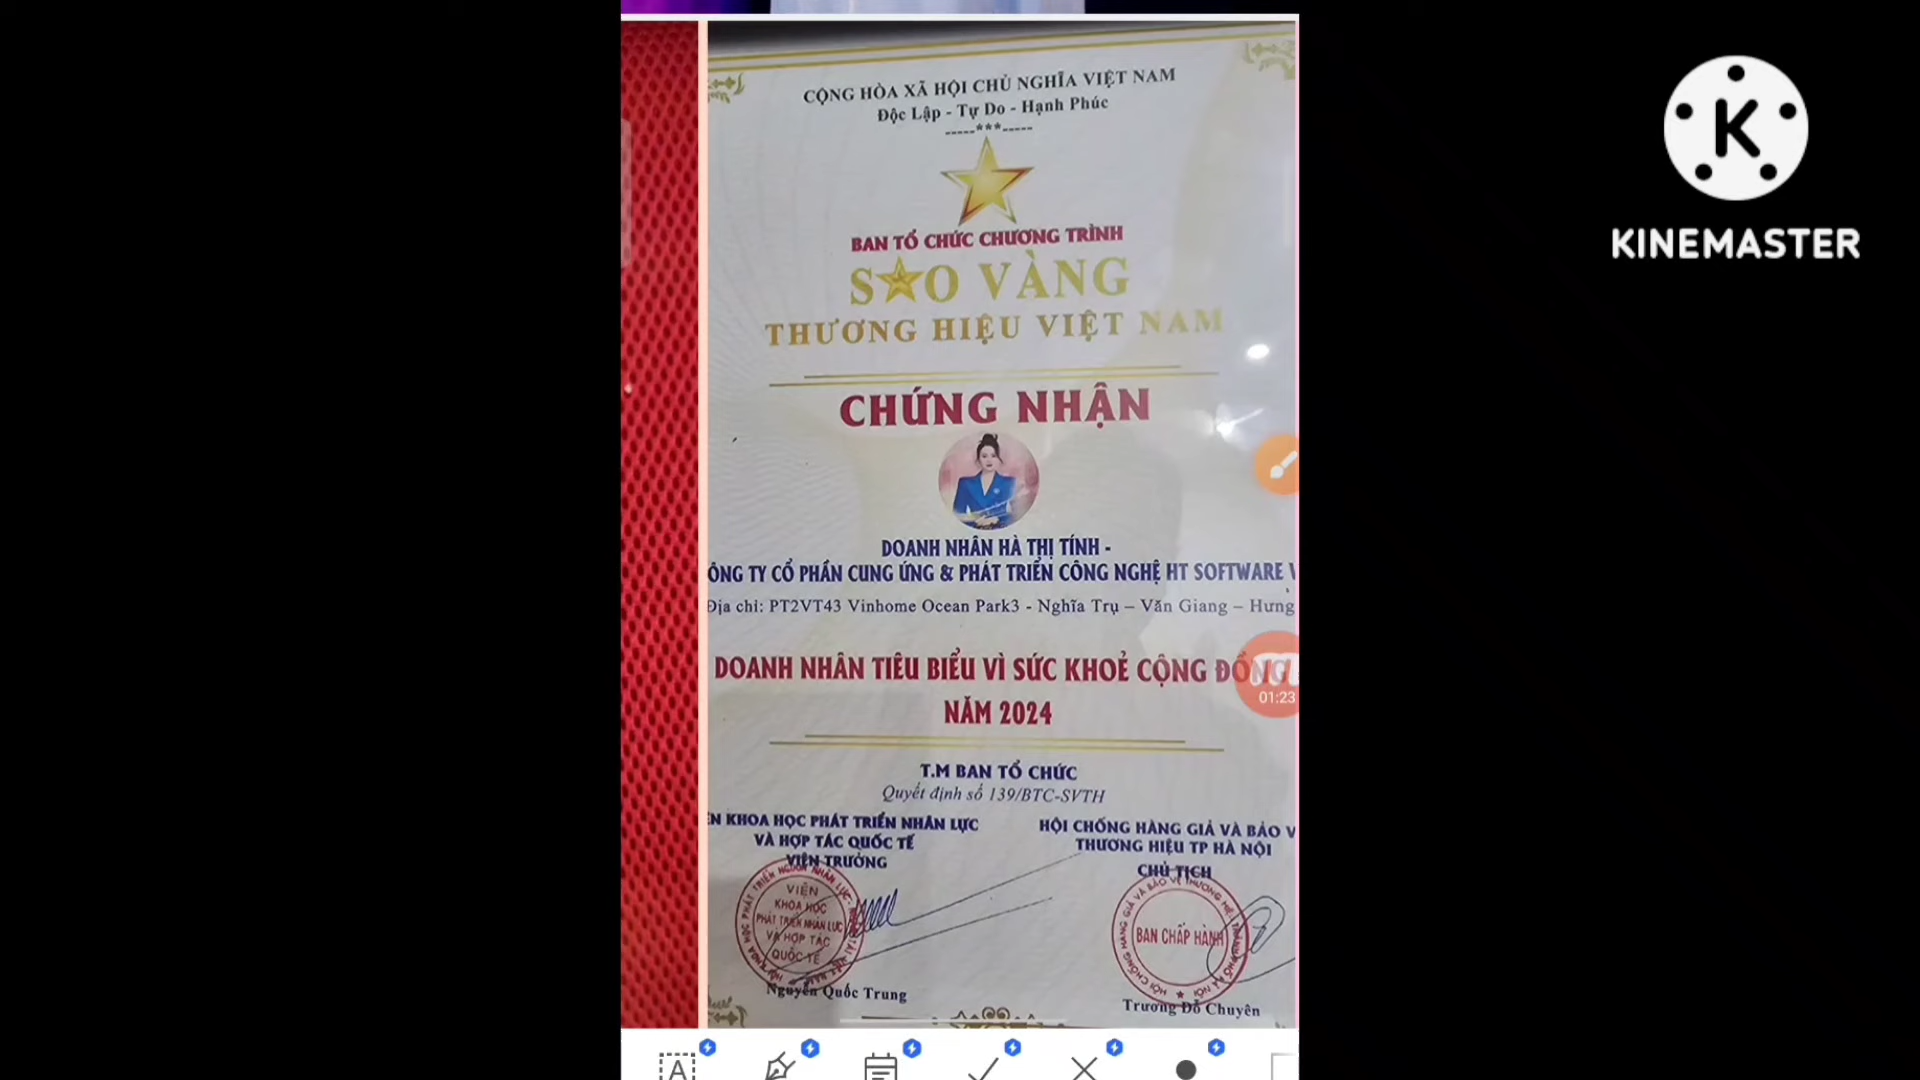 CỘNG HÒA XÃ HỘI CHỦ NGHĨA VIỆT NAM
Độc Lập - Tự Do - Hạnh Phúc
-----***-----
BAN TỔ CHỨC CHƯƠNG TRÌNH
SAO VÀNG
THƯƠNG HIỆU VIỆT NAM
CHỨNG NHẬN
DOANH NHÂN HÀ THỊ TÍNH -
ÔNG TY CỔ PHẦN CUNG ỨNG & PHÁT TRIỂN CÔNG NGHỆ HT SOFTWARE V
Địa chỉ: PT2VT43 Vinhome Ocean Park3 - Nghĩa Trụ – Văn Giang – Hưng
DOANH NHÂN TIÊU BIỂU VÌ SỨC KHOẺ CỘNG ĐỒNG
NĂM 2024
01:23
T.M BAN TỔ CHỨC
Quyết định số 139/BTC-SVTH
ỆN KHOA HỌC PHÁT TRIỂN NHÂN LỰC
VÀ HỢP TÁC QUỐC TẾ
VIỆN TRƯỞNG
VIỆN
KHOA HỌC
PHÁT TRIỂN NHÂN LỰC
VÀ HỢP TÁC
QUỐC TẾ
Nguyễn Quốc Trung
HỘI CHỐNG HÀNG GIẢ VÀ BẢO V
THƯƠNG HIỆU TP HÀ NỘI
CHỦ TỊCH
BAN CHẤP HÀNH
Trương Đỗ Chuyên
K
KINEMASTER
A